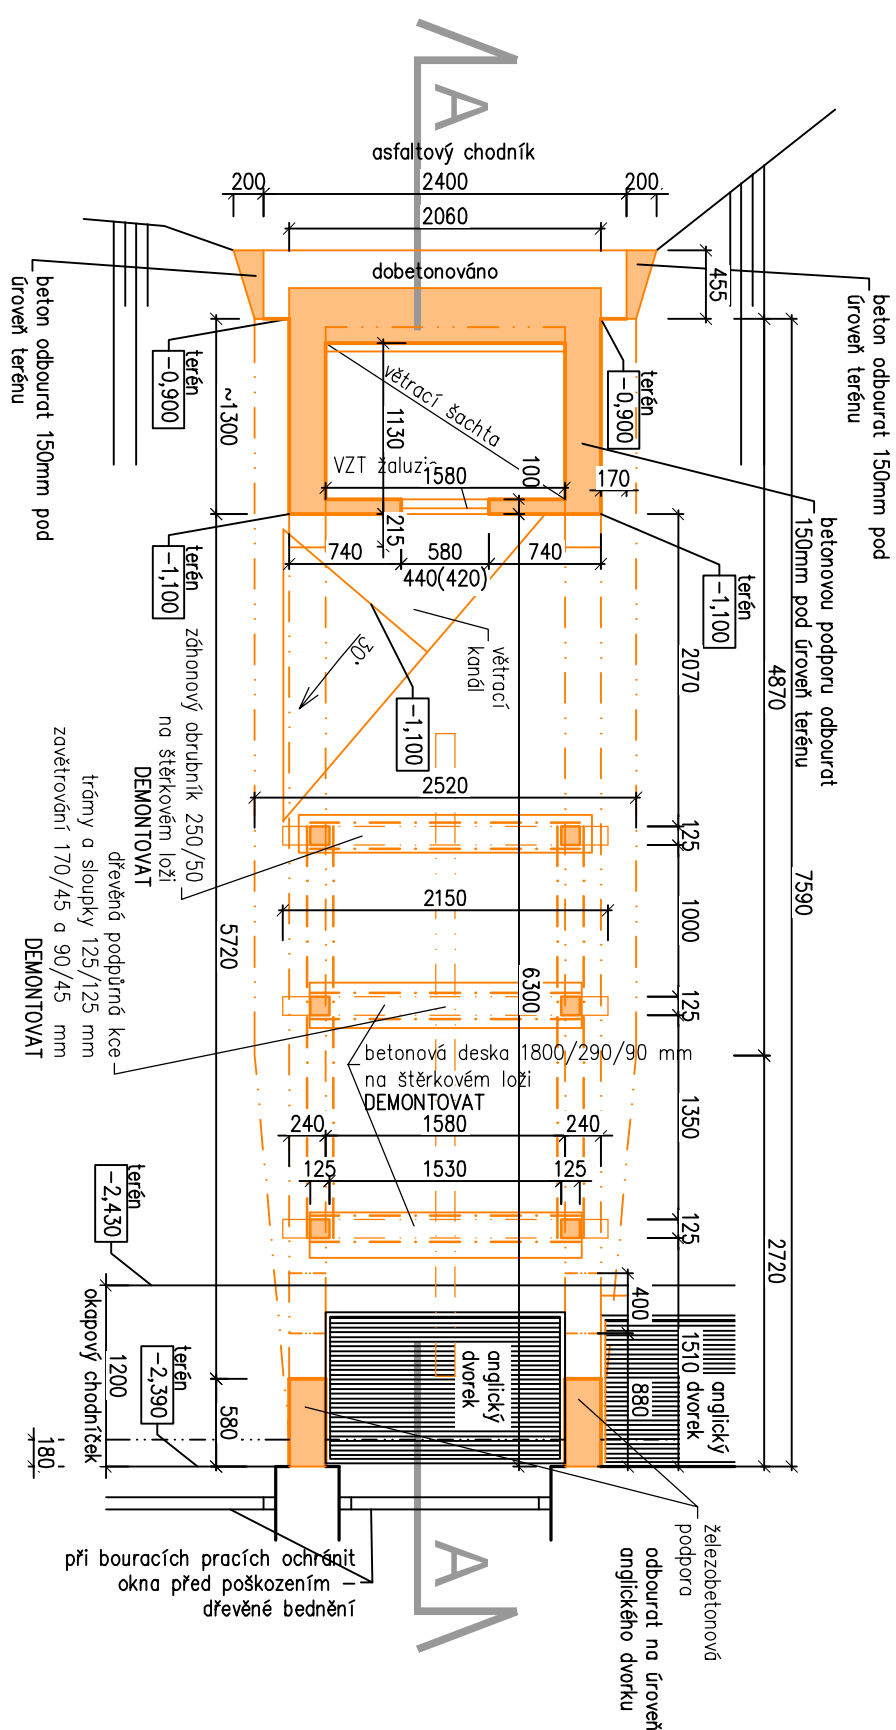 A
asfaltový chodník
200
2400
200
2060
dobetonováno
455
beton odbourat 150mm pod
úroveň terénu
beton odbourat 150mm pod
úroveň terénu
terén
-0,900
terén
-0,900
~1300
větrací šachta
1130
VZT žaluzie
1580
100
170
215
740
580
740
440(420)
betonovou podporu odbourat
150mm pod úroveň terénu
terén
-1,100
terén
-1,100
2070
4870
7590
30°
větrací
kanál
-1,100
záhonový obrubník 250/50
na štěrkovém loži
DEMONTOVAT
2520
125
dřevěná podpůrná kce
trámy a sloupky 125/125 mm
zavětrování 170/45 a 90/45 mm
DEMONTOVAT
5720
2150
1000
6300
125
betonová deska 1800/290/90 mm
na štěrkovém loži
DEMONTOVAT
1350
240
1580
240
125
1530
125
125
2720
terén
-2,430
400
okapový chodníček
1200
terén
-2,390
580
180
anglický
dvorek
880
1510
anglický
dvorek
železobetonová
podpora
odbourat na úroveň
anglického dvorku
při bouracích pracích ochránit
okna před poškozením –
dřevěné bednění
A